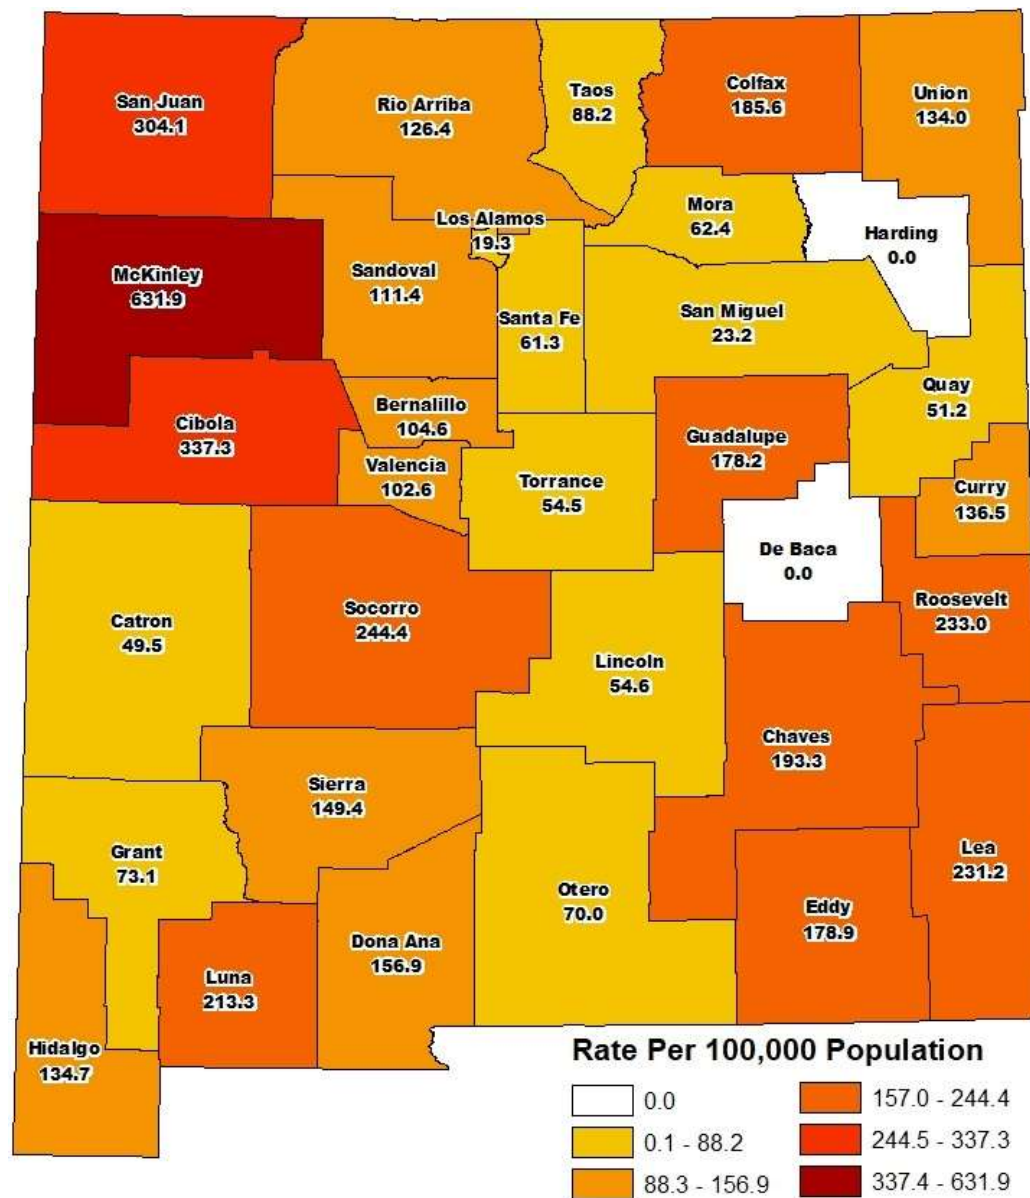 San Juan
304.1
Rio Arriba
126.4
Taos
88.2
Colfax
185.6
Union
134.0
Los Alamos
19.3
Mora
62.4
Harding
0.0
McKinley
631.9
Sandoval
111.4
Santa Fe
61.3
San Miguel
23.2
Quay
51.2
Cibola
337.3
Bernalillo
104.6
Valencia
102.6
Torrance
54.5
Guadalupe
178.2
Curry
136.5
De Baca
0.0
Roosevelt
233.0
Catron
49.5
Socorro
244.4
Lincoln
54.6
Chaves
193.3
Sierra
149.4
Grant
73.1
Otero
70.0
Lea
231.2
Eddy
178.9
Dona Ana
156.9
Luna
213.3
Hidalgo
134.7
Rate Per 100,000 Population
0.0
0.1 - 88.2
88.3 - 156.9
157.0 - 244.4
244.5 - 337.3
337.4 - 631.9